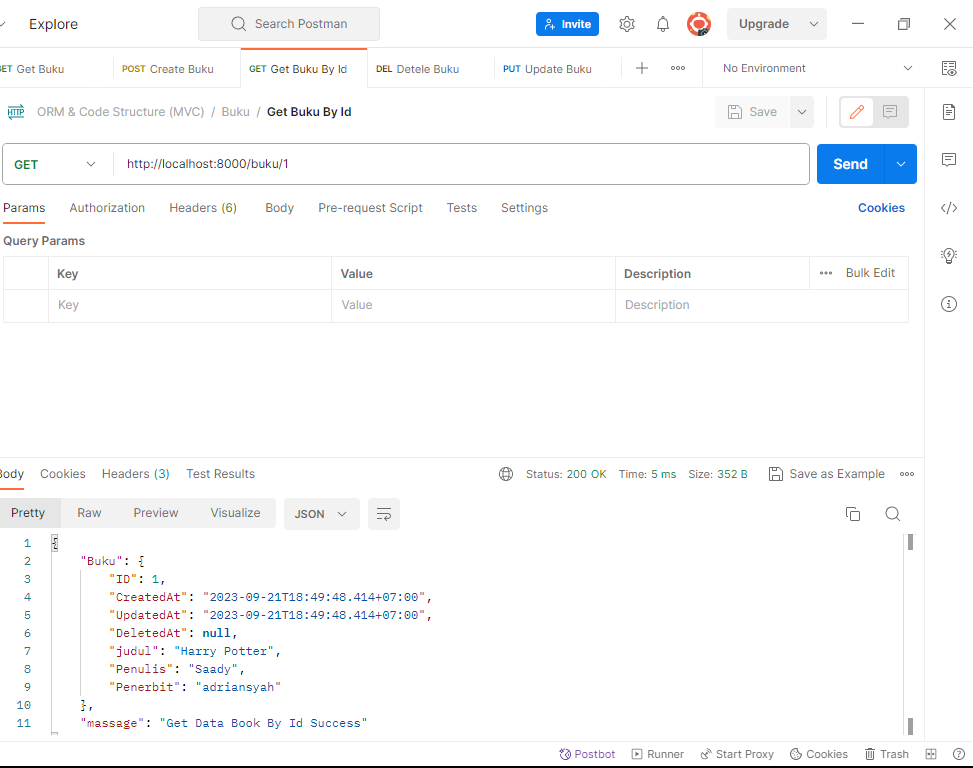 Explore
Search Postman
Invite
Upgrade
GET Get Buku
POST Create Buku
GET Get Buku By Id
DEL Detele Buku
PUT Update Buku
No Environment
HTTP ORM & Code Structure (MVC) / Buku / Get Buku By Id
Save
GET
http://localhost:8000/buku/1
Send
Params Authorization Headers (6) Body Pre-request Script Tests Settings Cookies
Query Params
Key Value Description Bulk Edit
Key Value Description
Body Cookies Headers (3) Test Results Status: 200 OK Time: 5 ms Size: 352 B Save as Example
Pretty Raw Preview Visualize JSON
1 {
2 "Buku": {
3 "ID": 1,
4 "CreatedAt": "2023-09-21T18:49:48.414+07:00",
5 "UpdatedAt": "2023-09-21T18:49:48.414+07:00",
6 "DeletedAt": null,
7 "judul": "Harry Potter",
8 "Penulis": "Saady",
9 "Penerbit": "adriansyah"
10 },
11 "massage": "Get Data Book By Id Success"
Postbot Runner Start Proxy Cookies Trash